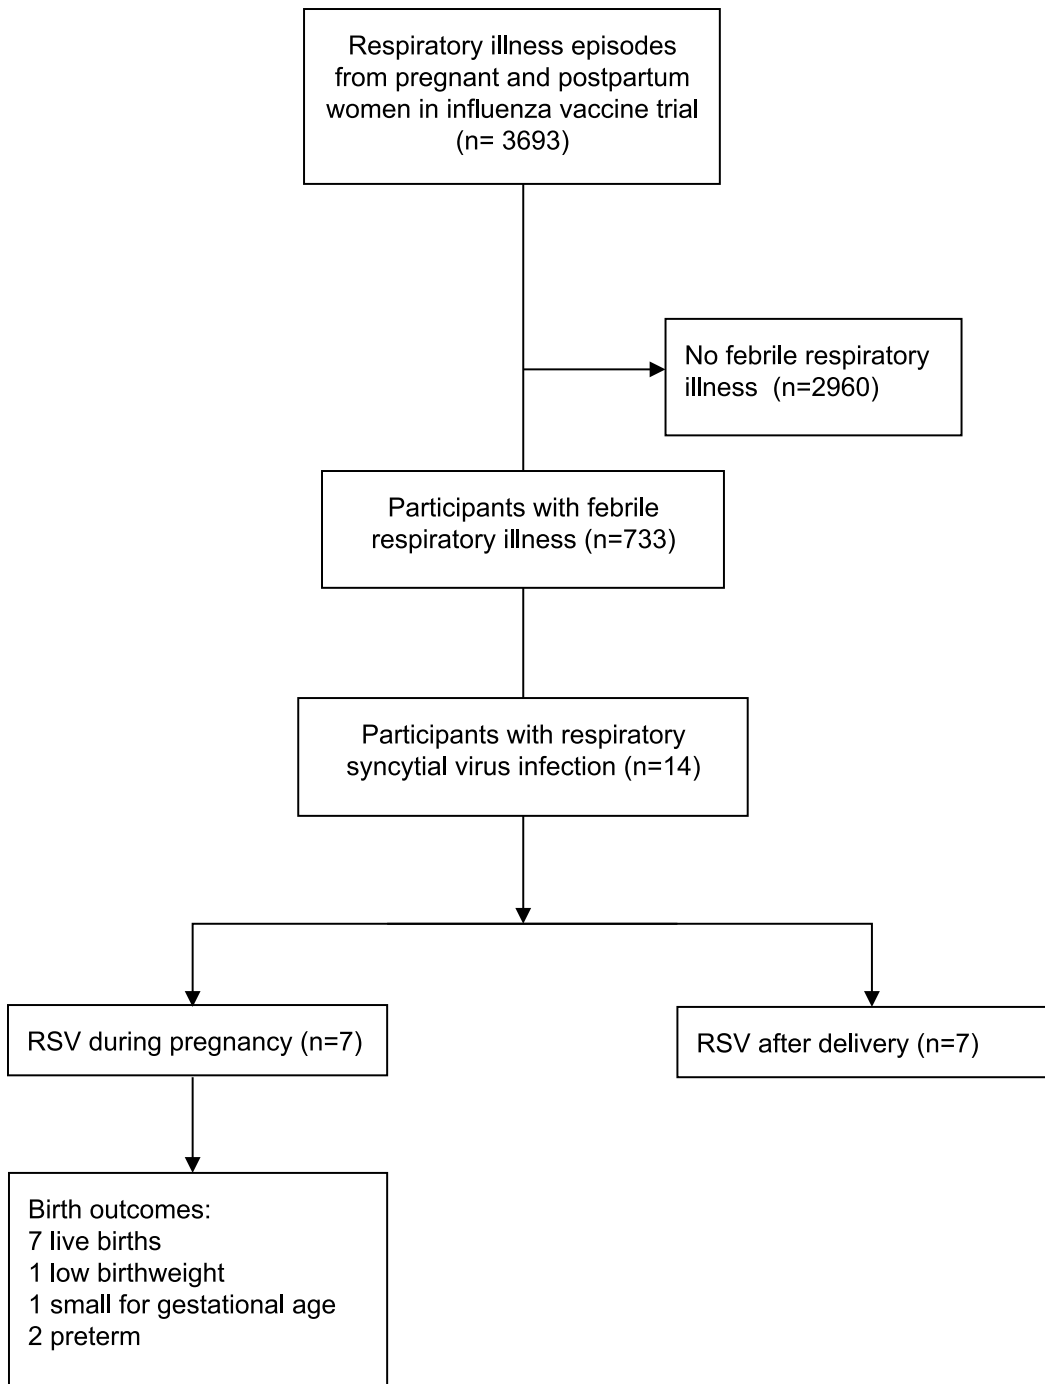 Respiratory illness episodes
from pregnant and postpartum
women in influenza vaccine trial
(n= 3693)
No febrile respiratory
illness  (n=2960)
Participants with febrile
respiratory illness (n=733)
Participants with respiratory
syncytial virus infection (n=14)
RSV during pregnancy (n=7)
RSV after delivery (n=7)
Birth outcomes:
7 live births
1 low birthweight
1 small for gestational age
2 preterm